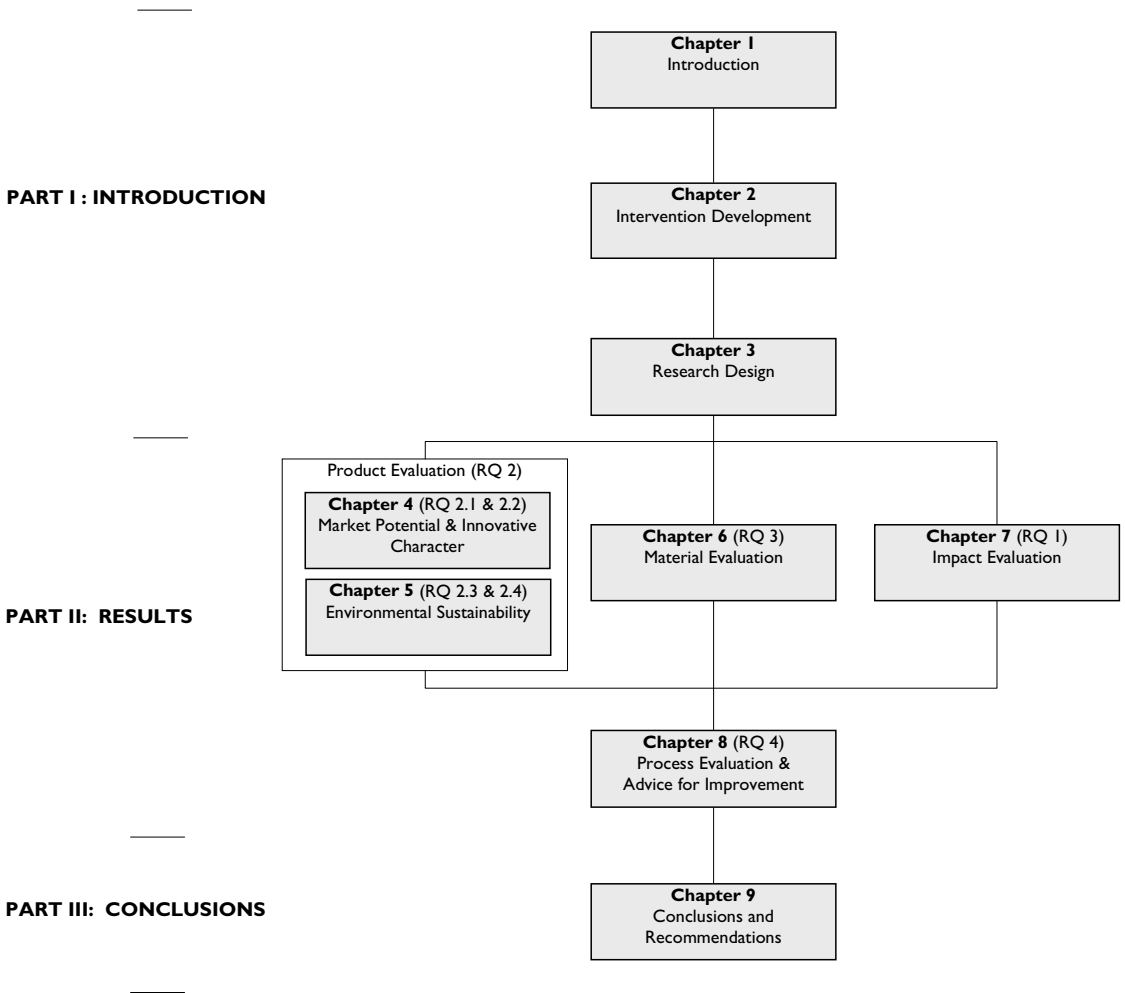 Chapter 1
Introduction
PART I : INTRODUCTION
Chapter 2
Intervention Development
Chapter 3
Research Design
Product Evaluation (RQ 2)
Chapter 4 (RQ 2.1 & 2.2)
Market Potential & Innovative
Character
Chapter 5 (RQ 2.3 & 2.4)
Environmental Sustainability
Chapter 6 (RQ 3)
Material Evaluation
Chapter 7 (RQ 1)
Impact Evaluation
PART II: RESULTS
Chapter 8 (RQ 4)
Process Evaluation &
Advice for Improvement
PART III: CONCLUSIONS
Chapter 9
Conclusions and
Recommendations